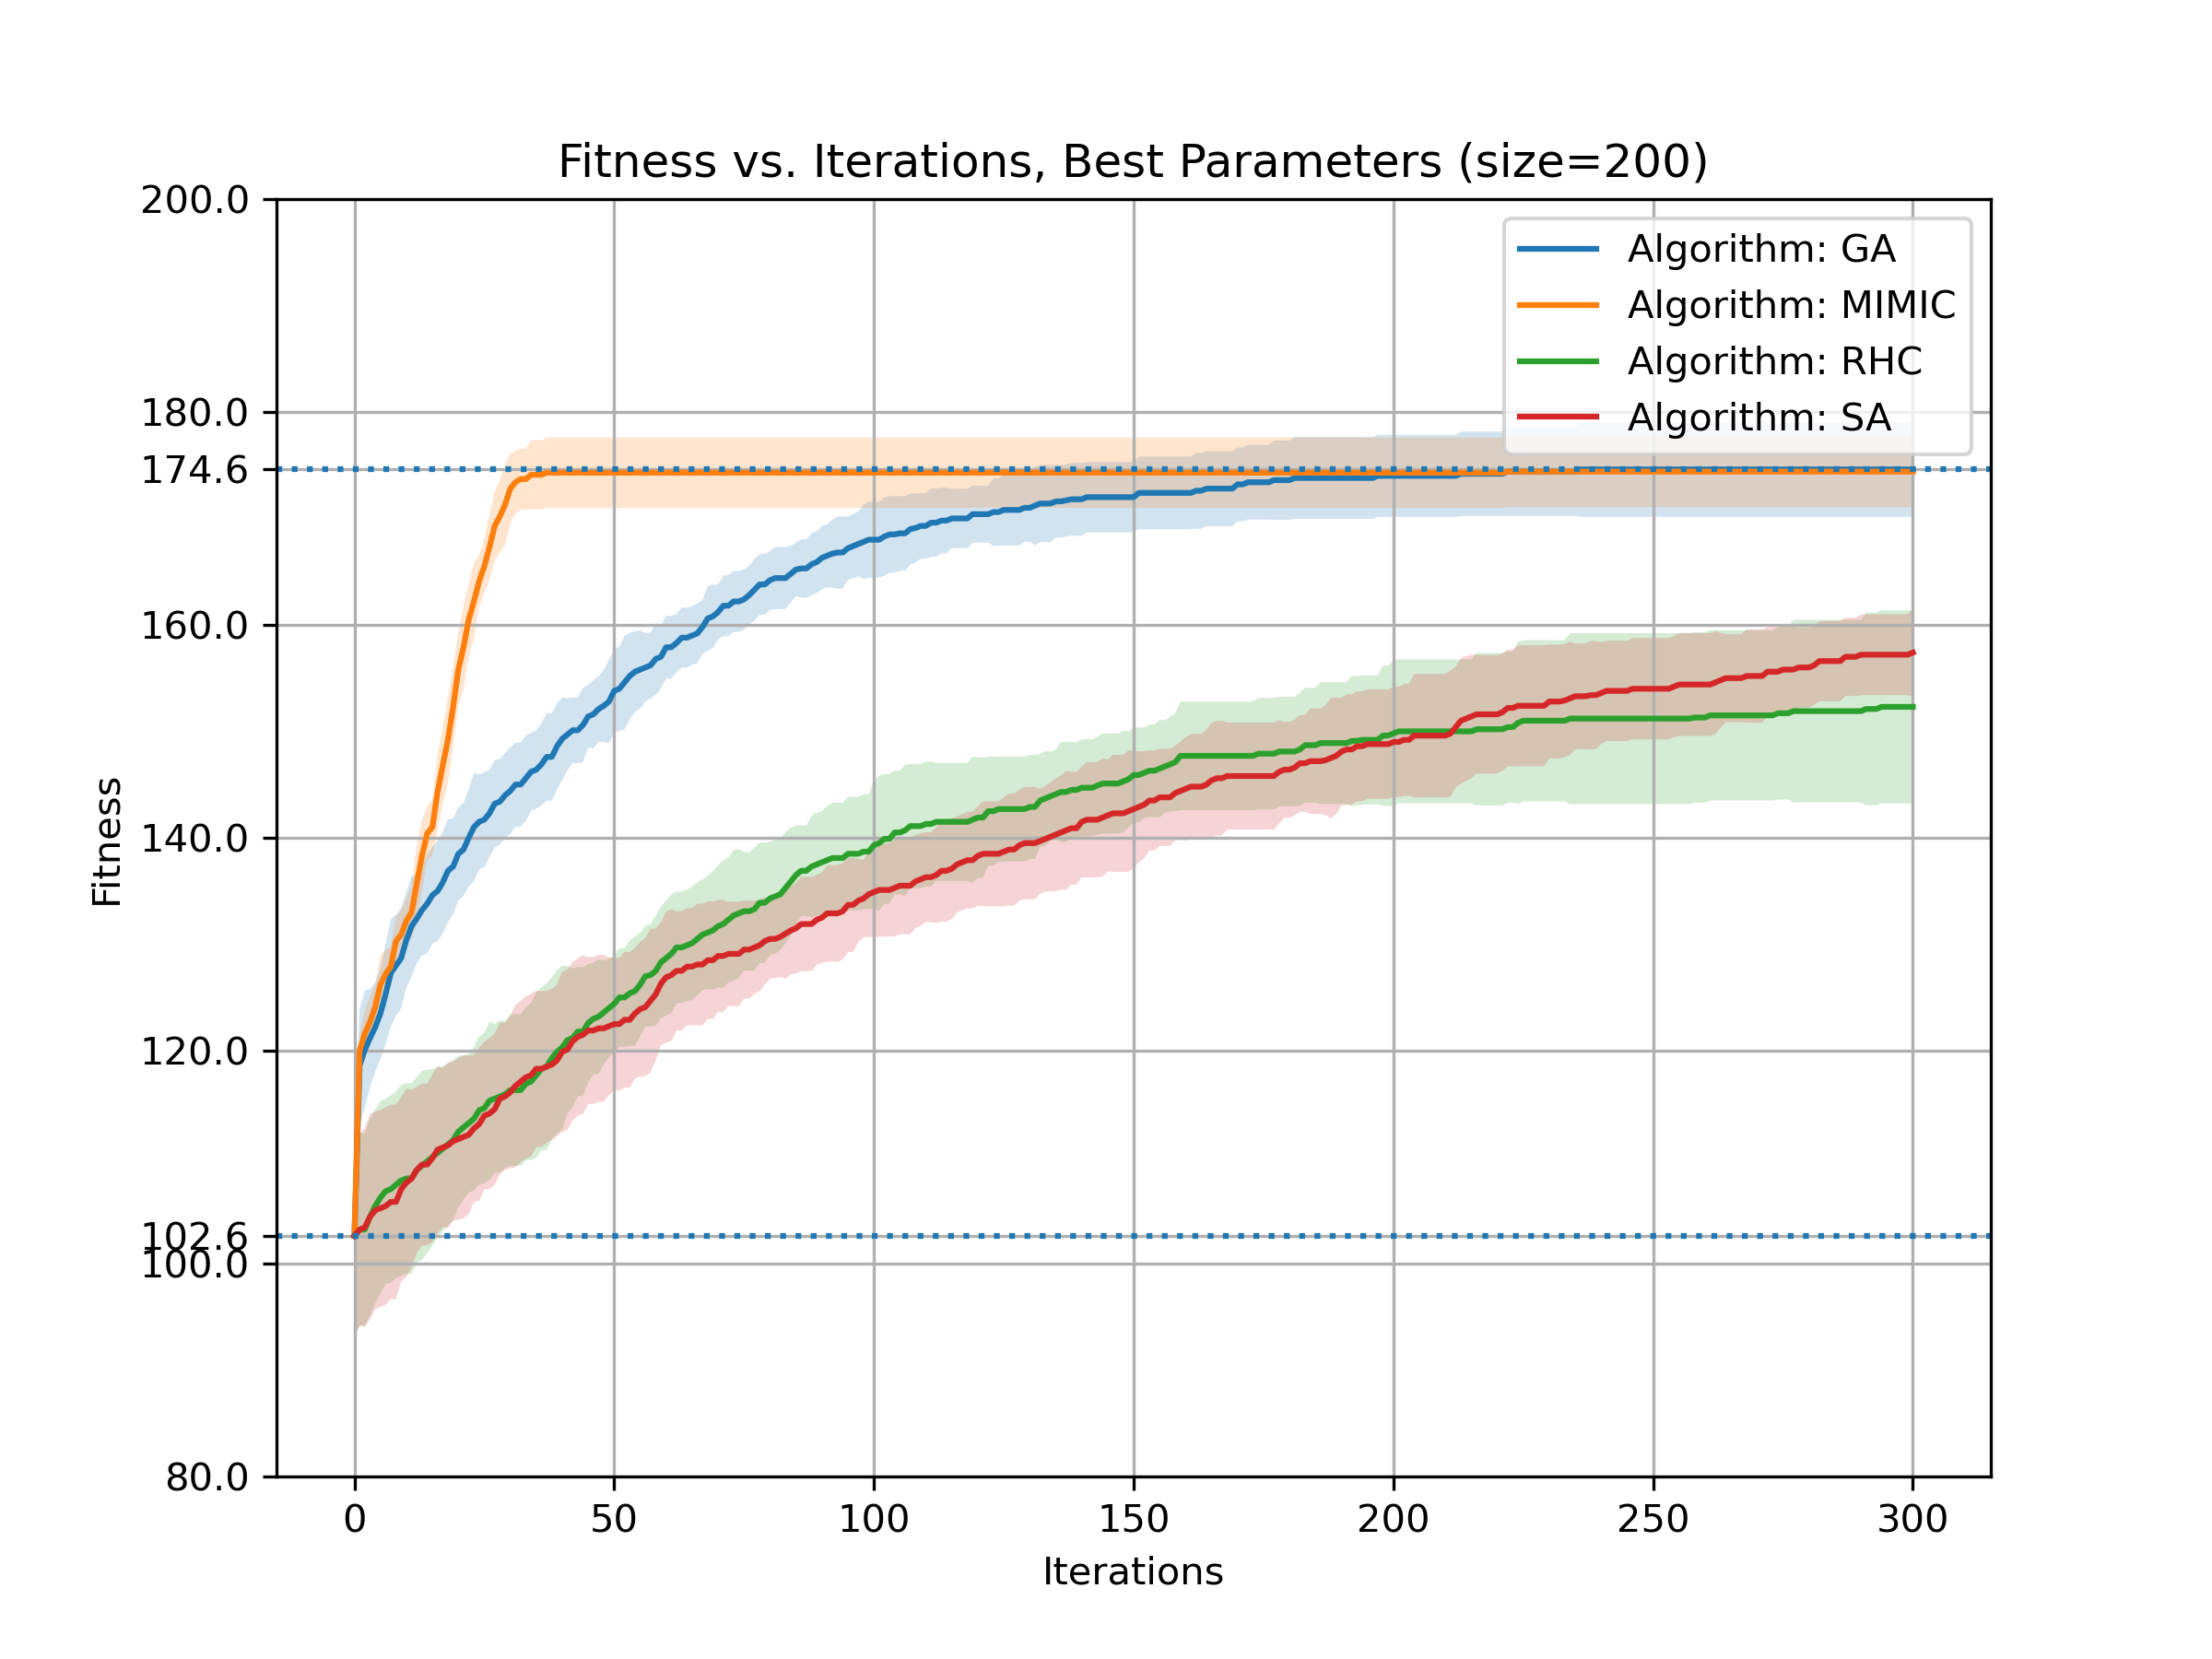 Fitness vs. Iterations, Best Parameters (size=200)
200.0
180.0
174.6
160.0
140.0
120.0
102.6
100.0
80.0
Fitness
Algorithm: GA
Algorithm: MIMIC
Algorithm: RHC
Algorithm: SA
0 50 100 150 200 250 300
Iterations